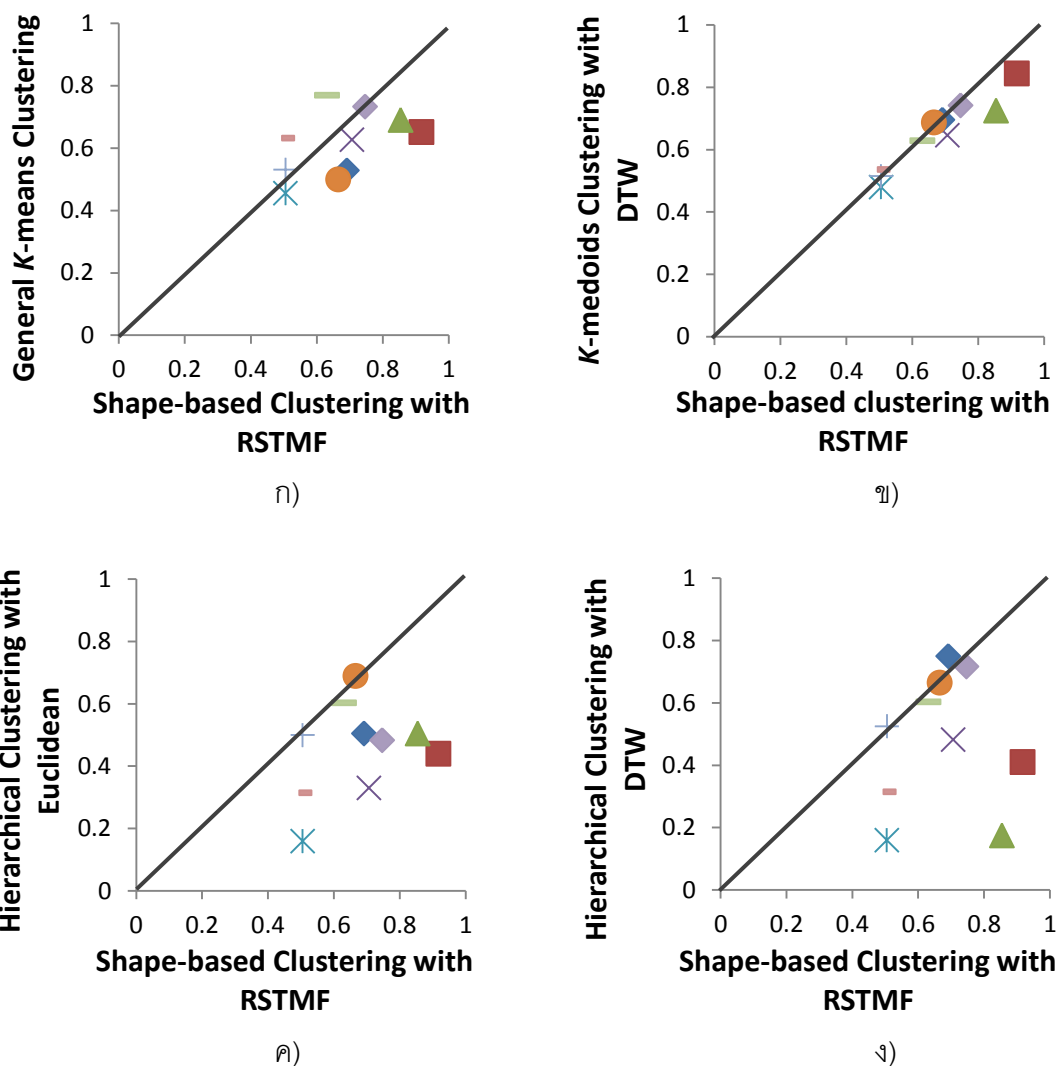 General K-means Clustering
1
0.8
0.6
0.4
0.2
0
0 0.2 0.4 0.6 0.8 1
Shape-based Clustering with
RSTMF
ก)
K-medoids Clustering with
DTW
1
0.8
0.6
0.4
0.2
0
0 0.2 0.4 0.6 0.8 1
Shape-based clustering with
RSTMF
ข)
Hierarchical Clustering with
Euclidean
1
0.8
0.6
0.4
0.2
0
0 0.2 0.4 0.6 0.8 1
Shape-based Clustering with
RSTMF
ค)
Hierarchical Clustering with
DTW
1
0.8
0.6
0.4
0.2
0
0 0.2 0.4 0.6 0.8 1
Shape-based Clustering with
RSTMF
ง)